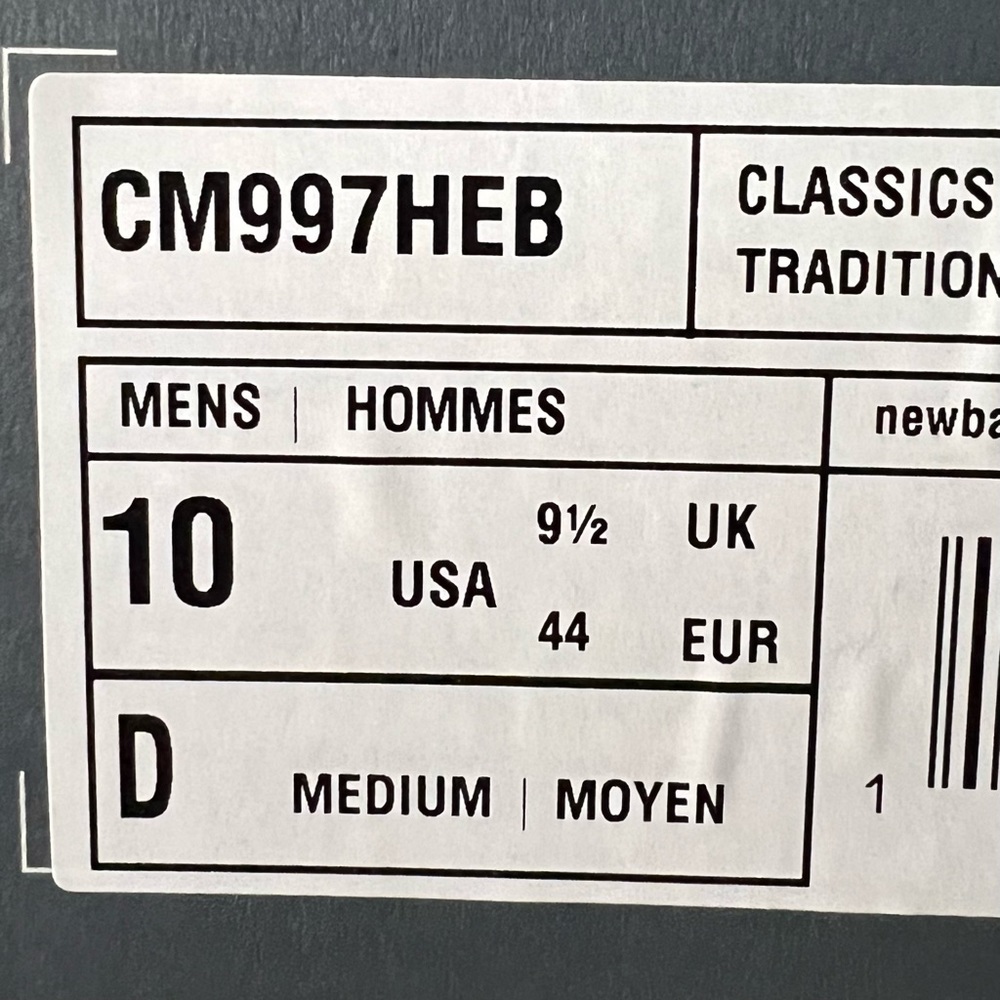 CM997HEB
CLASSICS
TRADITION
MENS | HOMMES
newba
10 USA
9½ UK
44 EUR
D MEDIUM | MOYEN
1